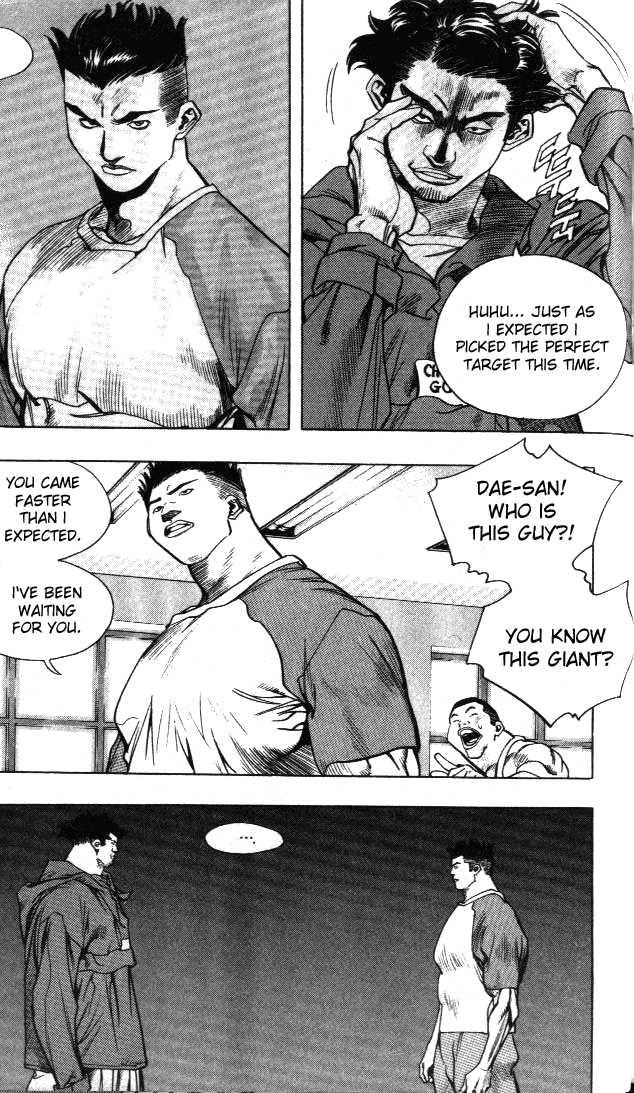 HUHU... JUST AS
I EXPECTED I
PICKED THE PERFECT
TARGET THIS TIME.
GO
YOU CAME
FASTER
THAN I
EXPECTED.
I'VE BEEN
WAITING
FOR YOU.
DAE-SAN!
WHO IS
THIS GUY?!
YOU KNOW
THIS GIANT?
...